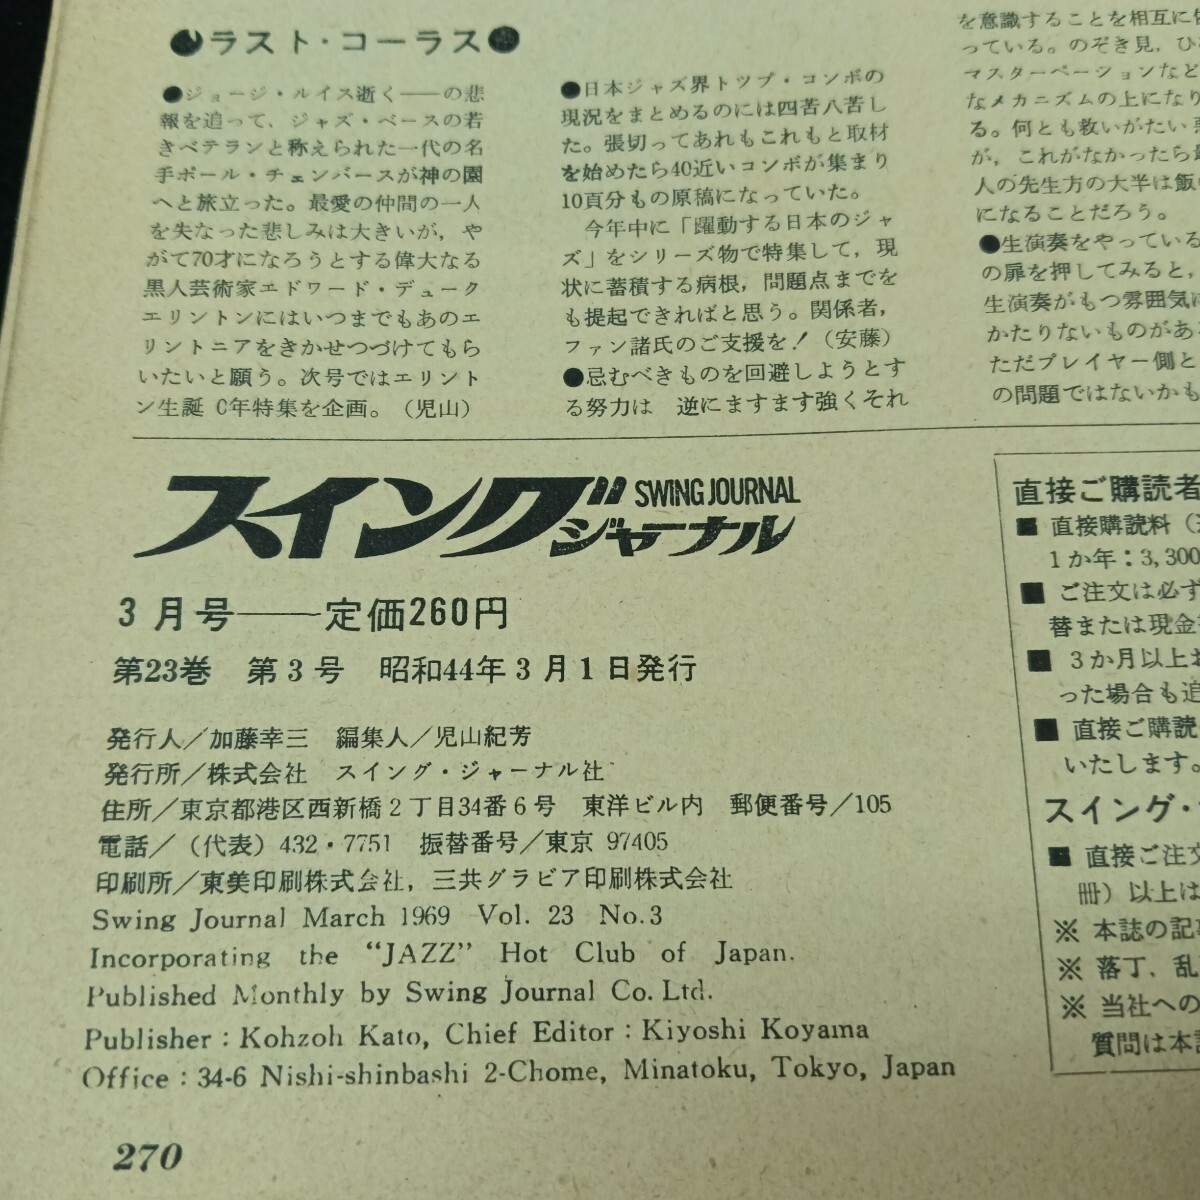 ●ラスト・コーラス●
●ジョージ・ルイス逝く——の悲
報を追って、ジャズ・ベースの若
きベテランと称えられた一代の名
手ポール・チェンバースが神の園
へと旅立った。最愛の仲間の一人
を失なった悲しみは大きいが，や
がて70才になろうとする偉大なる
黒人芸術家エドワード・デューク
エリントンにはいつまでもあのエ
リントニアをきかせつづけてもら
いたいと願う。次号ではエリント
ン生誕 C年特集を企画。（児山）
●日本ジャズ界トップ・コンボの
現況をまとめるのには四苦八苦し
た。張切ってあれもこれもと取材
を始めたら40近いコンボが集まり
10百分もの原稿になっていた。
今年中に「躍動する日本のジャ
ズ」をシリーズ物で特集して，現
状に蓄積する病根，問題点までを
も提起できればと思う。関係者，
ファン諸氏のご支援を！（安藤）
●忌むべきものを回避しようとす
る努力は 逆にますます強くそれ
を意識することを相互に
っている。のぞき見，ひ
マスターベーションなど
なメカニズムの上になり
る。何とも救いがたい
が，これがなかったら
人の先生方の大半は飯
になることだろう。
●生演奏をやっている
の扉を押してみると，
生演奏がもつ雰囲気に
かたりないものがあ
ただプレイヤー側と
の問題ではないかも
スイングジャーナル SWING JOURNAL
3月号——定価260円
第23巻 第3号 昭和44年3月1日発行
発行人／加藤幸三 編集人／児山紀芳
発行所／株式会社 スイング・ジャーナル社
住所／東京都港区西新橋2丁目34番6号 東洋ビル内 郵便番号／105
電話／（代表）432・7751 振替番号／東京 97405
印刷所／東美印刷株式会社，三共グラビア印刷株式会社
Swing Journal March 1969 Vol. 23 No.3
Incorporating the “JAZZ” Hot Club of Japan.
Published Monthly by Swing Journal Co. Ltd.
Publisher : Kohzoh Kato, Chief Editor : Kiyoshi Koyama
Office : 34-6 Nishi-shinbashi 2-Chome, Minatoku, Tokyo, Japan
直接ご購読者
■ 直接購読料（
1か年：3,300
■ ご注文は必ず
替または現金
■ 3か月以上お
った場合も追
■ 直接ご購読
いたします。
スイング・
■ 直接ご注文
冊）以上は
※ 本誌の記事
※ 落丁、乱
※ 当社への
質問は本誌
270